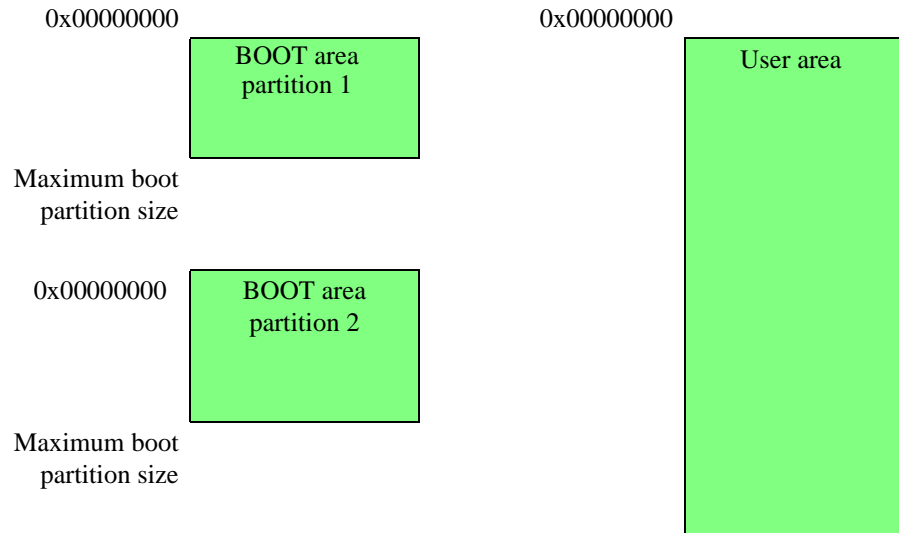 0x00000000
BOOT area
partition 1
Maximum boot
partition size
0x00000000
BOOT area
partition 2
Maximum boot
partition size
0x00000000
User area